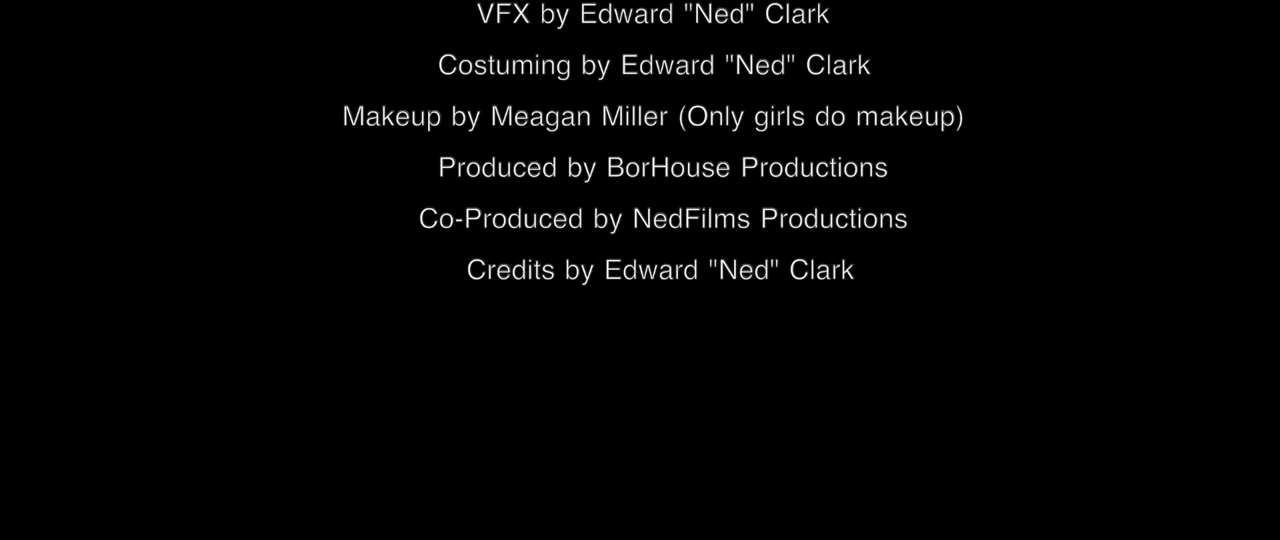 VFX by Edward "Ned" Clark
Costuming by Edward "Ned" Clark
Makeup by Meagan Miller (Only girls do makeup)
Produced by BorHouse Productions
Co-Produced by NedFilms Productions
Credits by Edward "Ned" Clark